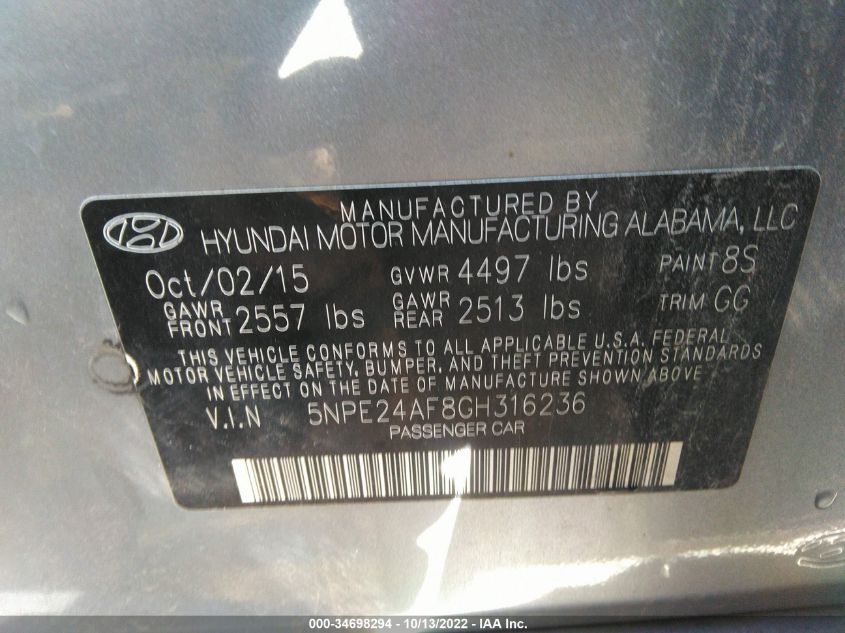 MANUFACTURED BY
HYUNDAI MOTOR MANUFACTURING ALABAMA, LLC
Oct/02/15 GVWR 4497 lbs PAINT 8S
GAWR FRONT 2557 lbs GAWR REAR 2513 lbs TRIM GG
THIS VEHICLE CONFORMS TO ALL APPLICABLE U.S.A. FEDERAL
MOTOR VEHICLE SAFETY, BUMPER, AND THEFT PREVENTION STANDARDS
IN EFFECT ON THE DATE OF MANUFACTURE SHOWN ABOVE
V.I.N 5NPE24AF8GH316236
PASSENGER CAR
000-34698294 - 10/13/2022 - IAA Inc.